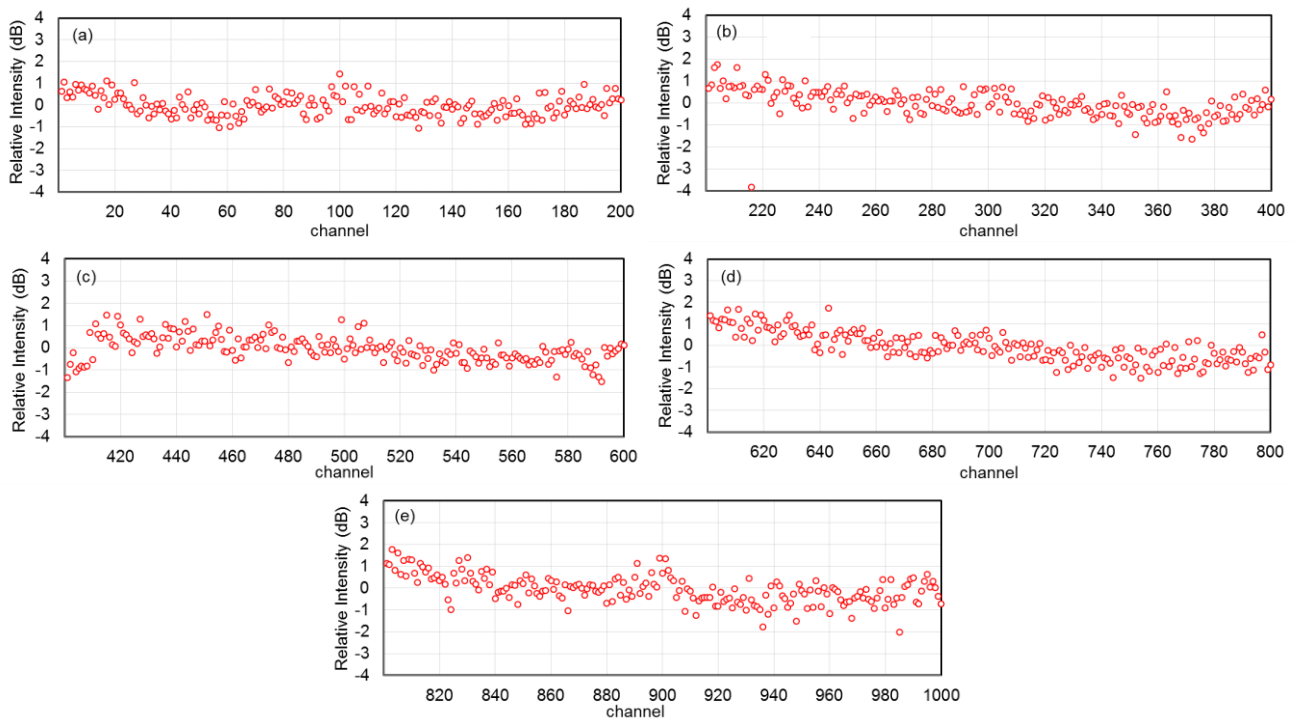 (a)
Relative Intensity (dB)
4
3
2
1
0
-1
-2
-3
-4
20 40 60 80 100 120 140 160 180 200
channel
(b)
Relative Intensity (dB)
4
3
2
1
0
-1
-2
-3
-4
220 240 260 280 300 320 340 360 380 400
channel
(c)
Relative Intensity (dB)
4
3
2
1
0
-1
-2
-3
-4
420 440 460 480 500 520 540 560 580 600
channel
(d)
Relative Intensity (dB)
4
3
2
1
0
-1
-2
-3
-4
620 640 660 680 700 720 740 760 780 800
channel
(e)
Relative Intensity (dB)
4
3
2
1
0
-1
-2
-3
-4
820 840 860 880 900 920 940 960 980 1000
channel